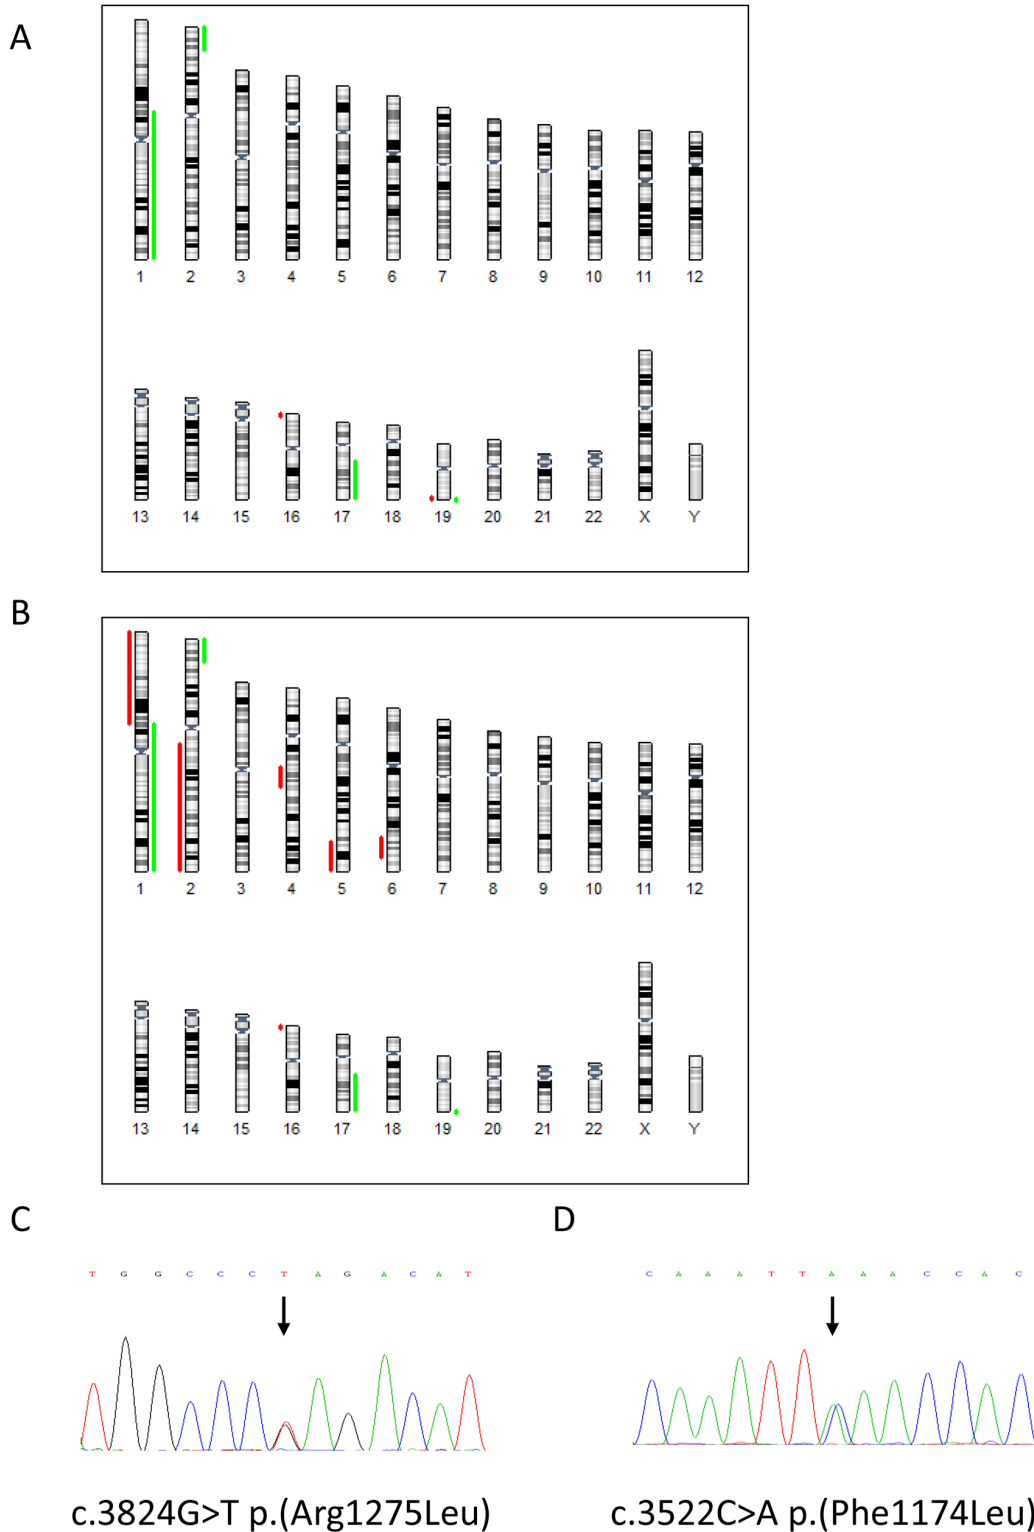 A
1 2 3 4 5 6 7 8 9 10 11 12
13 14 15 16 17 18 19 20 21 22 X Y
B
1 2 3 4 5 6 7 8 9 10 11 12
13 14 15 16 17 18 19 20 21 22 X Y
C
T G G C C C T A G A C A T
c.3824G>T p.(Arg1275Leu)
D
C A A A T T A A A C C A C
c.3522C>A p.(Phe1174Leu)